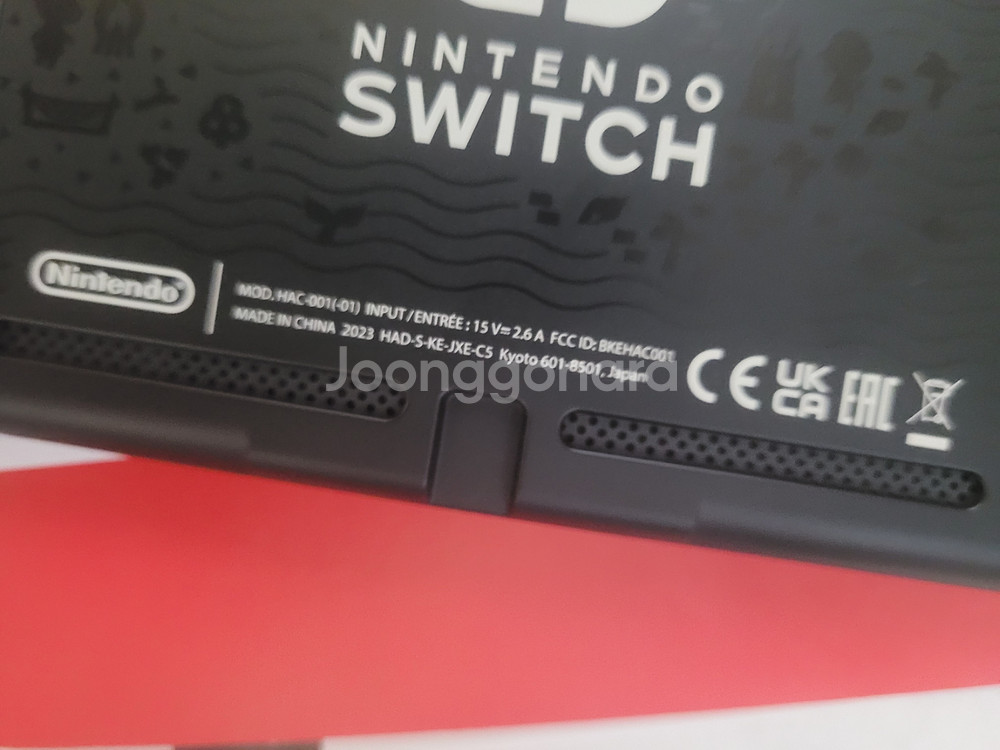 NINTENDO
SWITCH
Nintendo
MOD. HAC-001(-01) INPUT/ENTRÉE : 15 V⎓ 2.6 A FCC ID: BKEHAC001
MADE IN CHINA 2023 HAD-S-KE-JXE-C5 Kyoto 601-8501, Japan
CE UK CA EAC
Joonggonara